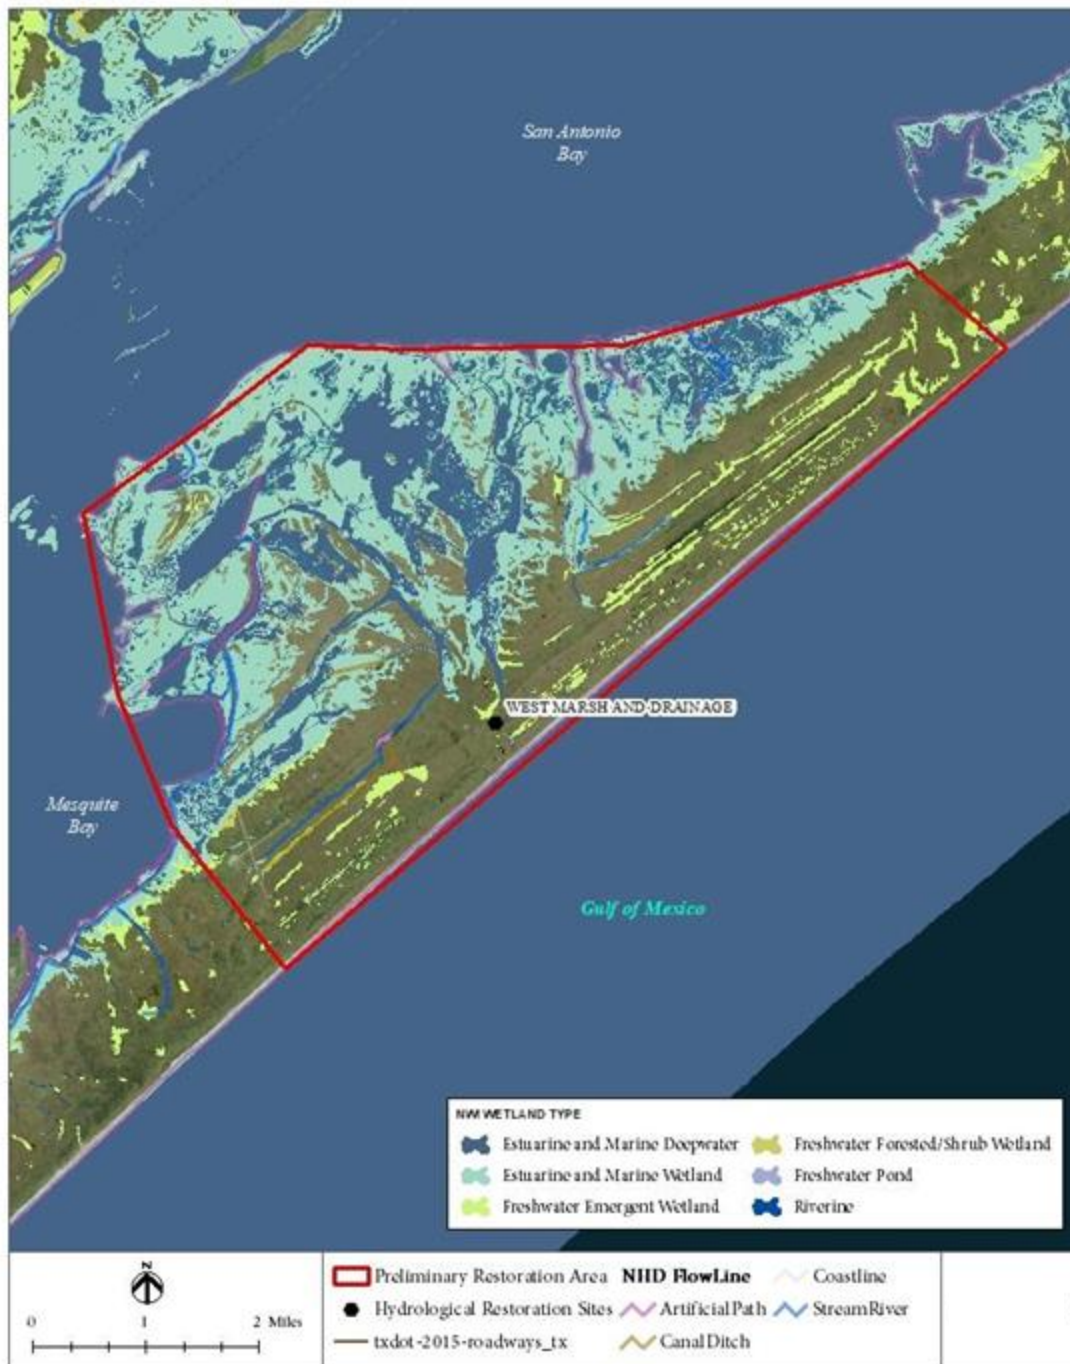 San Antonio
Bay
WEST MARSH AND DRAINAGE
Mesquite
Bay
Gulf of Mexico
NWI WETLAND TYPE
Estuarine and Marine Deepwater
Freshwater Forested/Shrub Wetland
Estuarine and Marine Wetland
Freshwater Pond
Freshwater Emergent Wetland
Riverine
N
0 1 2 Miles
Preliminary Restoration Area
NHD FlowLine
Coastline
Hydrological Restoration Sites
ArtificialPath
StreamRiver
txdot-2015-roadways_tx
CanalDitch